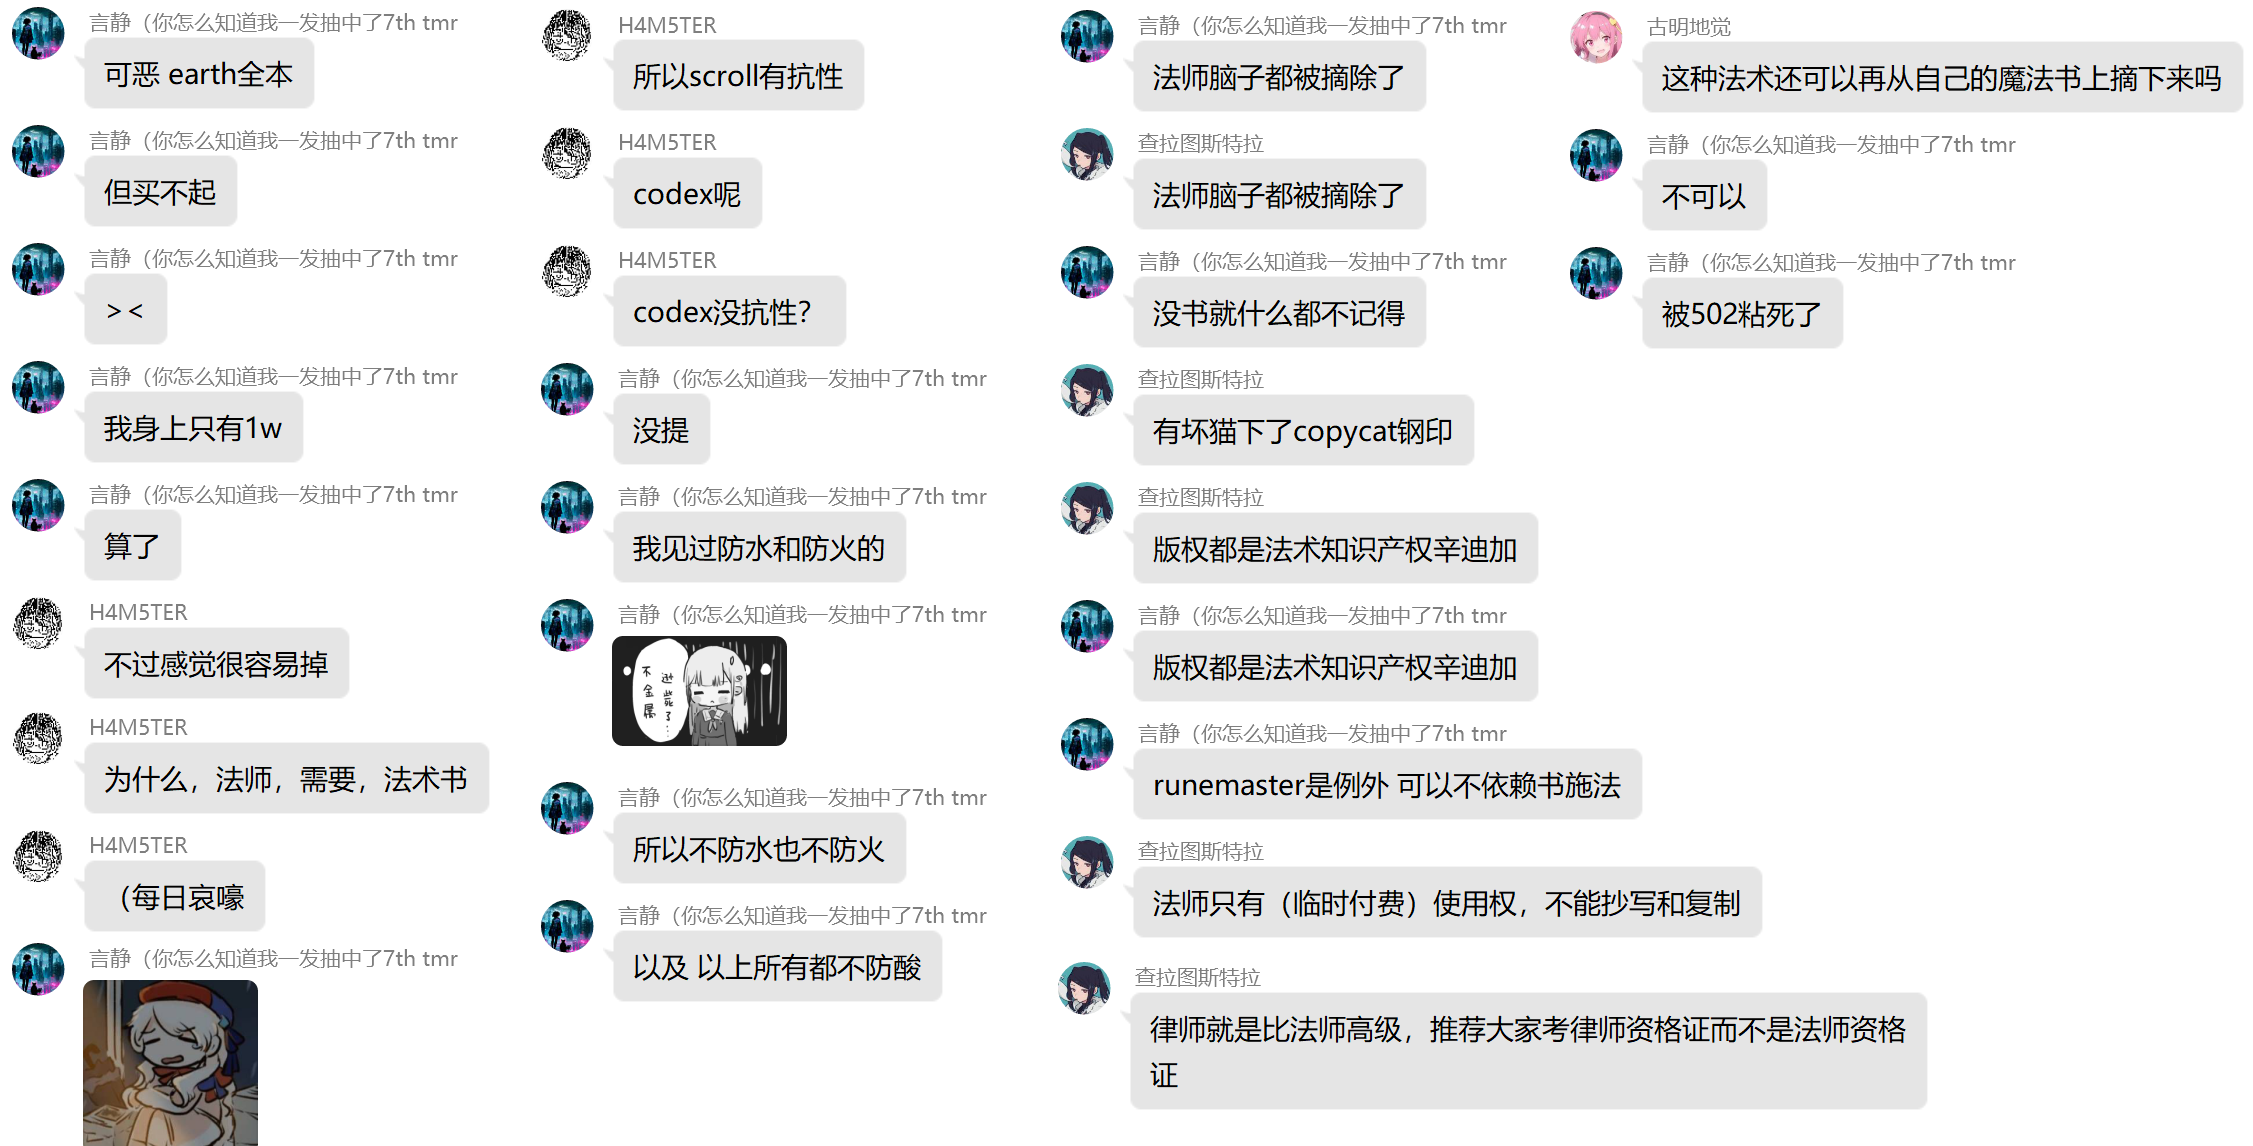 言静（你怎么知道我一发抽中了7th tmr
可恶 earth全本
言静（你怎么知道我一发抽中了7th tmr
但买不起
言静（你怎么知道我一发抽中了7th tmr
><
言静（你怎么知道我一发抽中了7th tmr
我身上只有1w
言静（你怎么知道我一发抽中了7th tmr
算了
H4M5TER
不过感觉很容易掉
H4M5TER
为什么，法师，需要，法术书
H4M5TER
（每日哀嚎
言静（你怎么知道我一发抽中了7th tmr
H4M5TER
所以scroll有抗性
H4M5TER
codex呢
H4M5TER
codex没抗性？
言静（你怎么知道我一发抽中了7th tmr
没提
言静（你怎么知道我一发抽中了7th tmr
我见过防水和防火的
言静（你怎么知道我一发抽中了7th tmr
逊毙了…
不金属
言静（你怎么知道我一发抽中了7th tmr
所以不防水也不防火
言静（你怎么知道我一发抽中了7th tmr
以及 以上所有都不防酸
言静（你怎么知道我一发抽中了7th tmr
法师脑子都被摘除了
查拉图斯特拉
法师脑子都被摘除了
言静（你怎么知道我一发抽中了7th tmr
没书就什么都不记得
查拉图斯特拉
有坏猫下了copycat钢印
查拉图斯特拉
版权都是法术知识产权辛迪加
言静（你怎么知道我一发抽中了7th tmr
版权都是法术知识产权辛迪加
言静（你怎么知道我一发抽中了7th tmr
runemaster是例外 可以不依赖书施法
查拉图斯特拉
法师只有（临时付费）使用权，不能抄写和复制
查拉图斯特拉
律师就是比法师高级，推荐大家考律师资格证而不是法师资格
证
古明地觉
这种法术还可以再从自己的魔法书上摘下来吗
言静（你怎么知道我一发抽中了7th tmr
不可以
言静（你怎么知道我一发抽中了7th tmr
被502粘死了